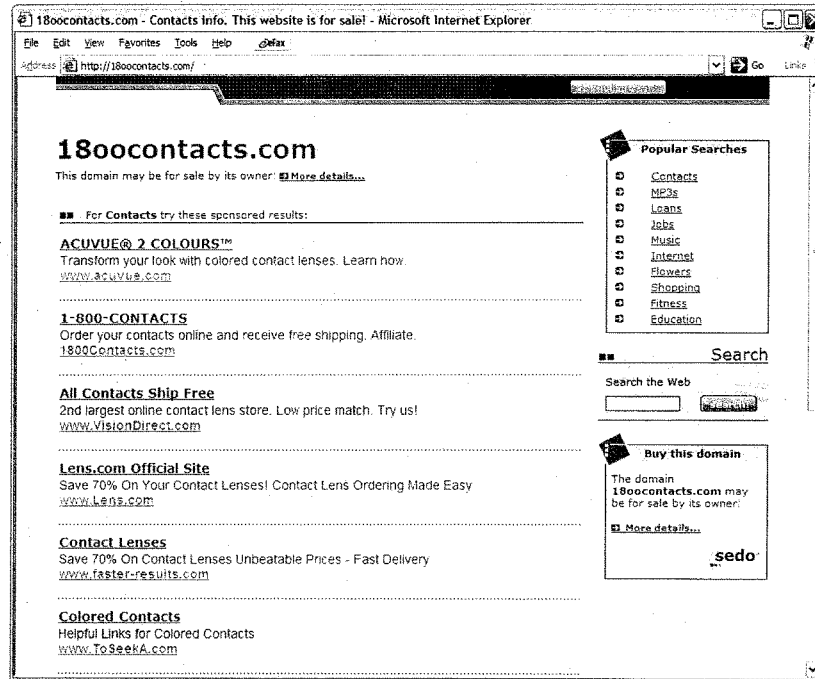 18oocontacts.com - Contacts Info. This website is for sale! - Microsoft Internet Explorer
File Edit View Favorites Tools Help eFax
Address http://18oocontacts.com/ Go Links
18oocontacts.com
This domain may be for sale by its owner: More details...
For Contacts try these sponsored results:
ACUVUE® 2 COLOURS™
Transform your look with colored contact lenses. Learn how.
www.acuvue.com
1-800-CONTACTS
Order your contacts online and receive free shipping. Affiliate.
1800Contacts.com
All Contacts Ship Free
2nd largest online contact lens store. Low price match. Try us!
www.VisionDirect.com
Lens.com Official Site
Save 70% On Your Contact Lenses! Contact Lens Ordering Made Easy
www.Lens.com
Contact Lenses
Save 70% On Contact Lenses Unbeatable Prices - Fast Delivery
www.faster-results.com
Colored Contacts
Helpful Links for Colored Contacts
www.ToSeekA.com
Popular Searches
Contacts
MP3s
Loans
Jobs
Music
Internet
Flowers
Shopping
Fitness
Education
Search
Search the Web
Buy this domain
The domain
18oocontacts.com may
be for sale by its owner!
More details...
sedo